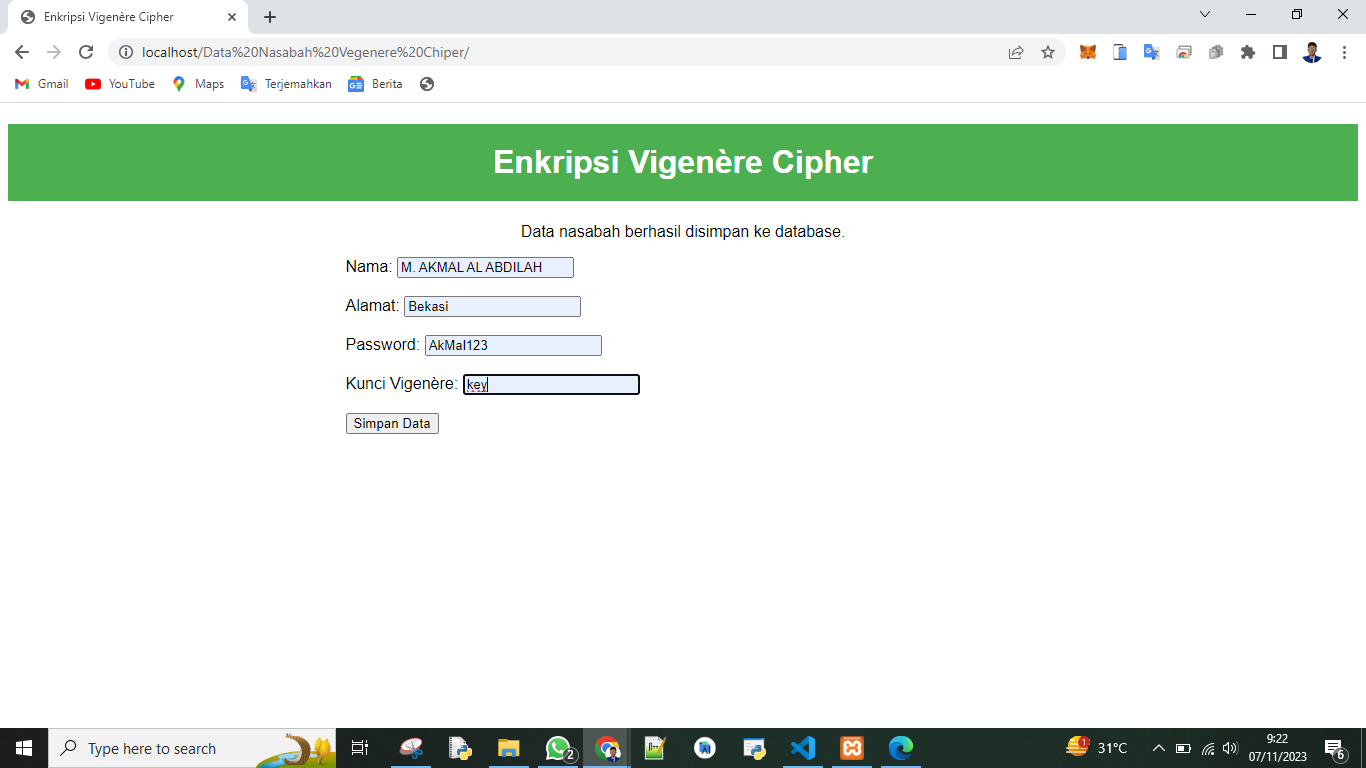 Enkripsi Vigenère Cipher
localhost/Data%20Nasabah%20Vegenere%20Chiper/
Gmail YouTube Maps Terjemahkan Berita
Enkripsi Vigenère Cipher
Data nasabah berhasil disimpan ke database.
Nama: M. AKMAL AL ABDILAH
Alamat: Bekasi
Password: AkMal123
Kunci Vigenère: key
Simpan Data
Type here to search 2 1 31°C 9:22 07/11/2023 6